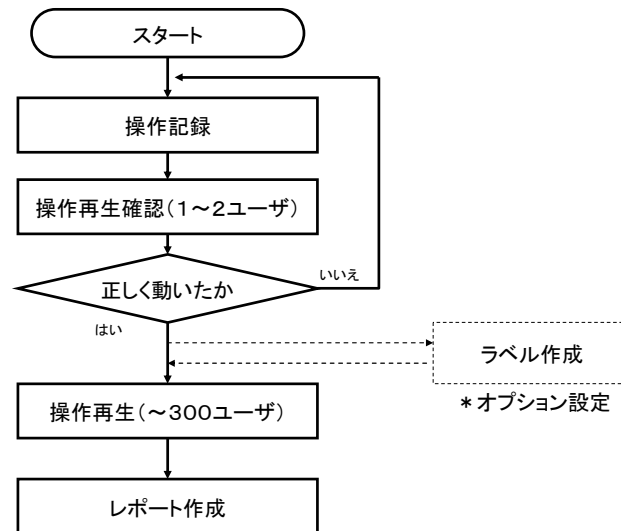 スタート
操作記録
操作再生確認(1~2ユーザ)
正しく動いたか
いいえ
はい
ラベル作成
*オプション設定
操作再生(~300ユーザ)
レポート作成